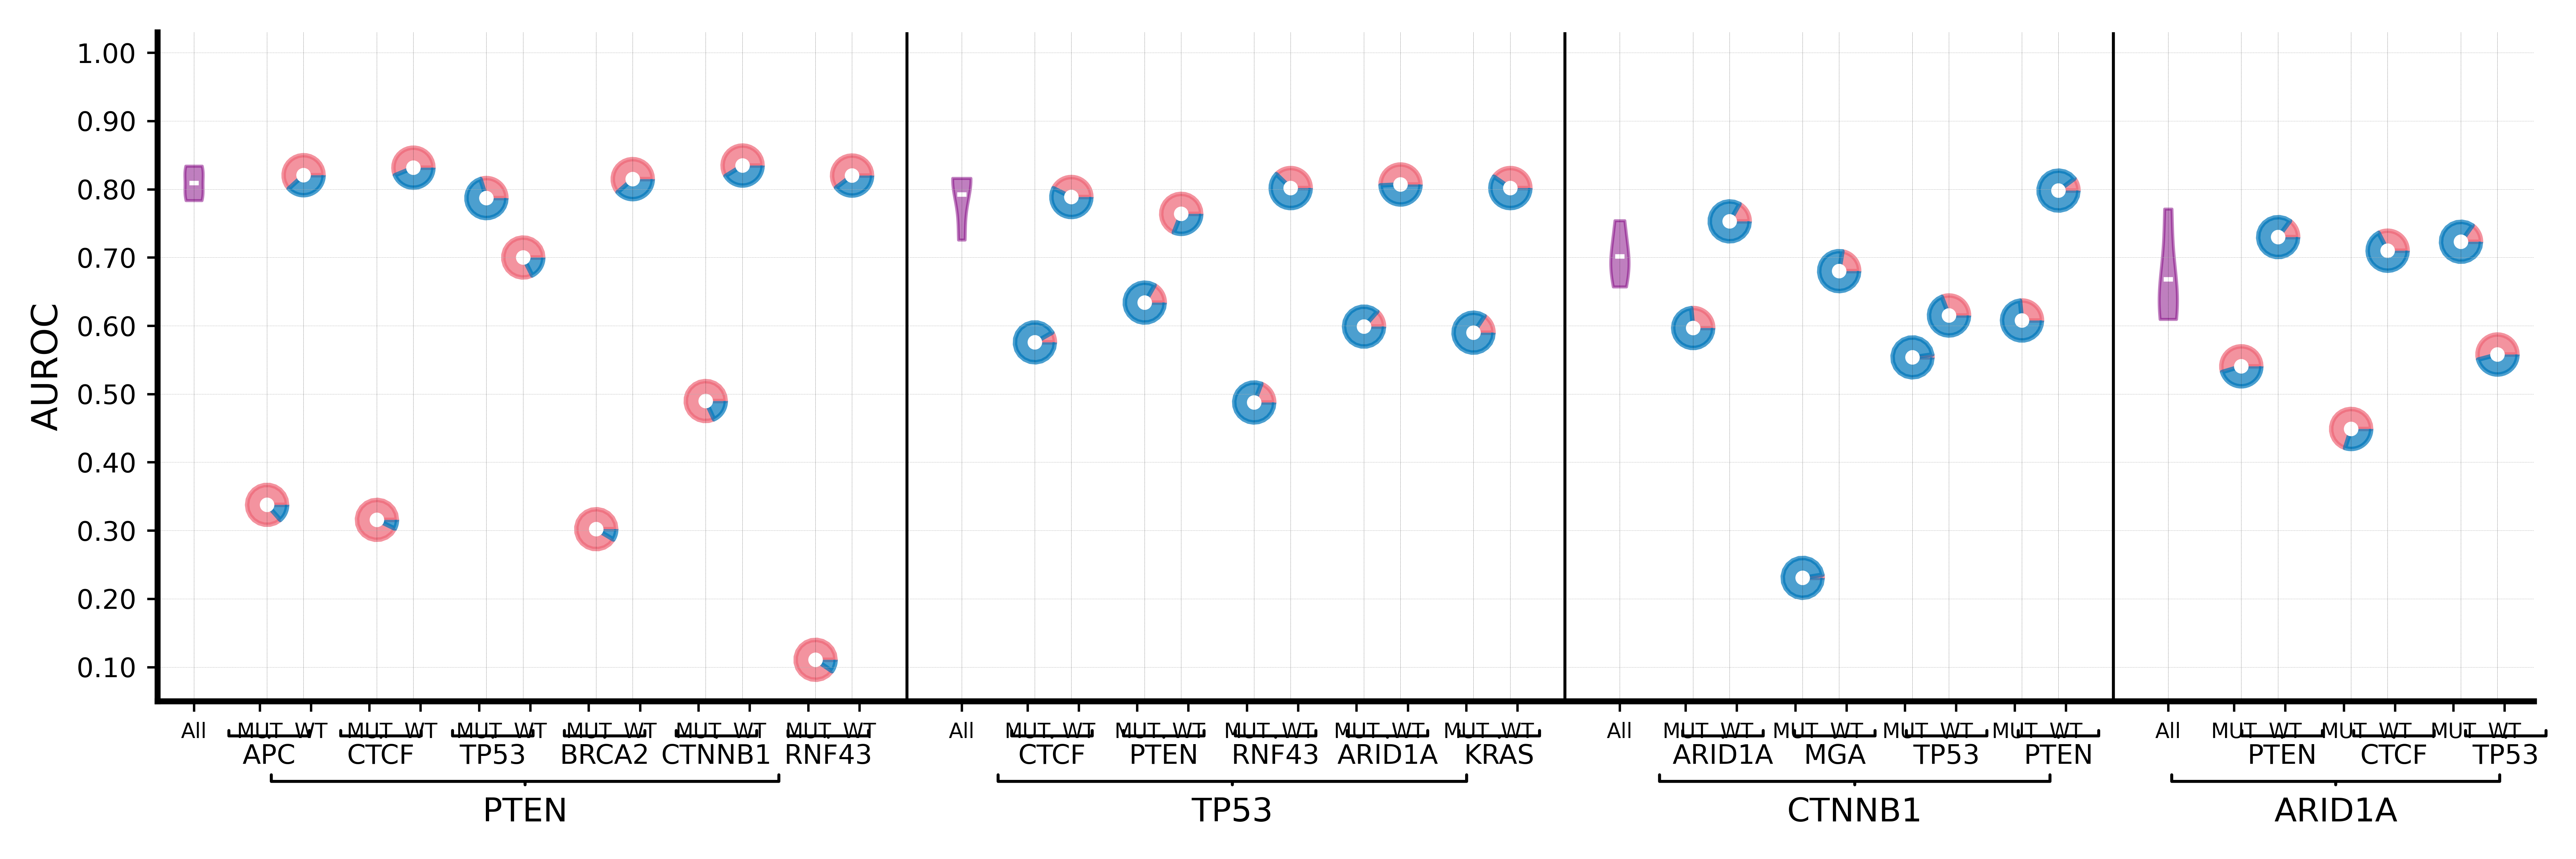 AUROC
1.00
0.90
0.80
0.70
0.60
0.50
0.40
0.30
0.20
0.10
All MUT. WT MUT. WT MUT. WT MUT. WT MUT. WT MUT. WT All MUT. WT MUT. WT MUT. WT MUT. WT MUT. WT All MUT. WT MUT. WT MUT. WT MUT. WT All MUT. WT MUT. WT MUT. WT
APC CTCF TP53 BRCA2 CTNNB1 RNF43 CTCF PTEN RNF43 ARID1A KRAS ARID1A MGA TP53 PTEN PTEN CTCF TP53
PTEN TP53 CTNNB1 ARID1A